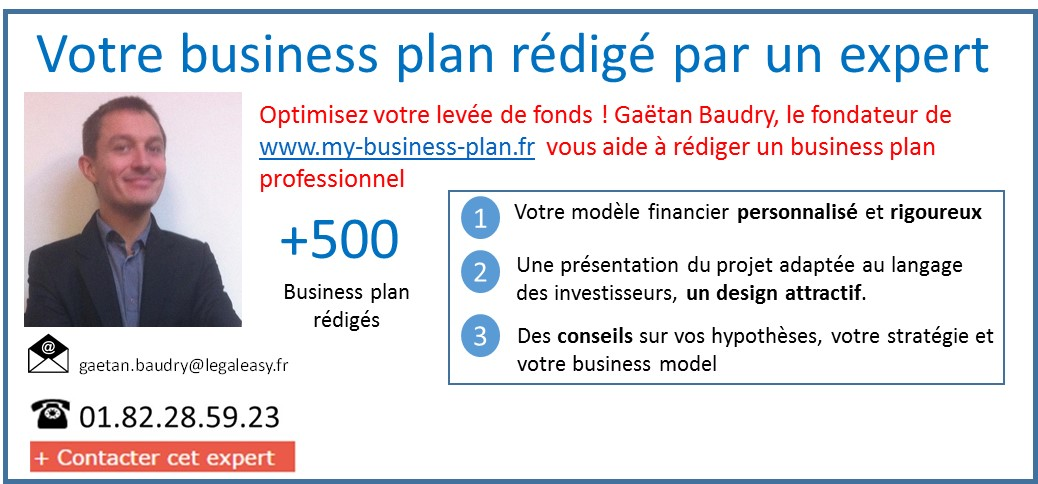 Votre business plan rédigé par un expert
Optimisez votre levée de fonds ! Gaëtan Baudry, le fondateur de
www.my-business-plan.fr vous aide à rédiger un business plan
professionnel
+500
Business plan
rédigés
1 Votre modèle financier personnalisé et rigoureux
2 Une présentation du projet adaptée au langage
des investisseurs, un design attractif.
3 Des conseils sur vos hypothèses, votre stratégie et
votre business model
@ gaetan.baudry@legaleasy.fr
01.82.28.59.23
+ Contacter cet expert